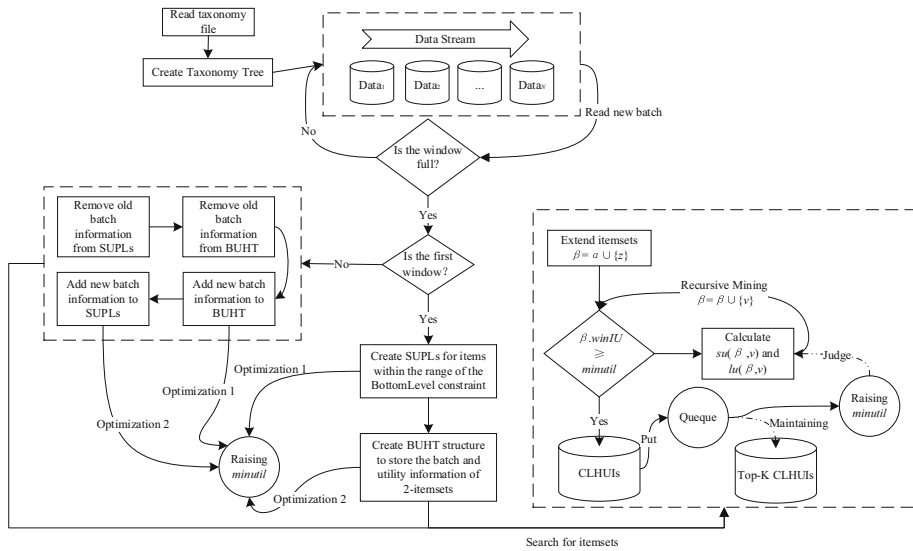 Read taxonomy
file
Create Taxonomy Tree
Data Stream
Data1
Data2
...
DataN
Read new batch
No
Is the window
full?
Yes
Remove old
batch
information
from SUPLs
Remove old
batch
information
from BUHT
Add new batch
information to
SUPLs
Add new batch
information to
BUHT
No
Is the first
window?
Yes
Create SUPLs for items
within the range of the
BottomLevel constraint
Optimization 1
Optimization 1
Optimization 2
Raising
minutil
Create BUHT structure
to store the batch and
utility information of
2-itemsets
Optimization 2
Extend itemsets
β = α ∪ {z}
Recursive Mining
β = β ∪ {v}
β.winIU
≥
minutil
Calculate
su(β,v) and
lu(β,v)
Judge
Yes
Put
Queque
Raising
minutil
Maintaining
CLHUIs
Top-K CLHUIs
Search for itemsets